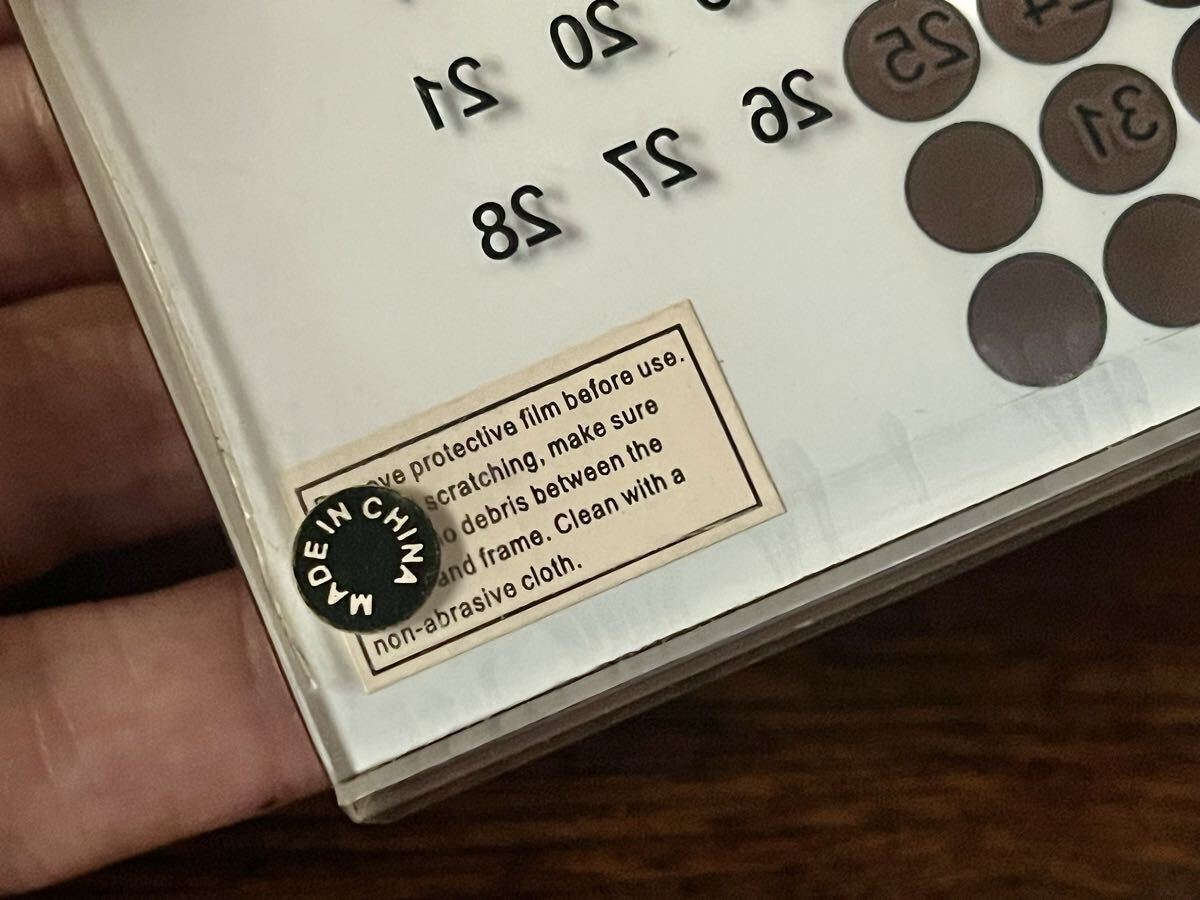 20
21
25
26
31
27
28
protective film before use.
scratching, make sure
debris between the
and frame. Clean with a
non-abrasive cloth.
MADE IN CHINA